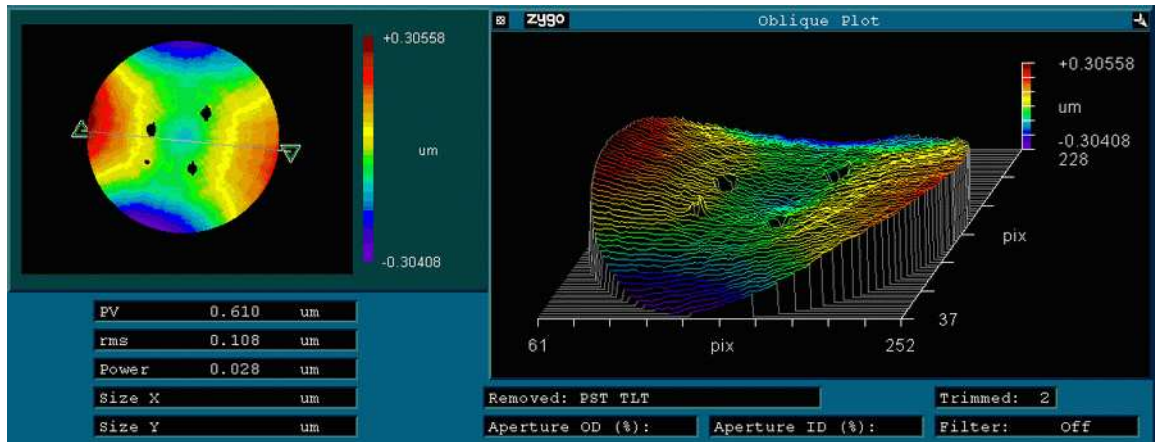 +0.30558
um
-0.30408
PV 0.610 um
rms 0.108 um
Power 0.028 um
Size X um
Size Y um
zygo Oblique Plot
+0.30558
um
-0.30408
228
pix
37
61 pix 252
Removed: PST TLT
Trimmed: 2
Aperture OD (%):
Aperture ID (%):
Filter: Off